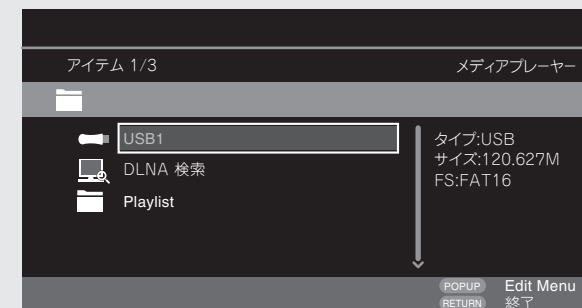 アイテム 1/3 メディアプレーヤー
USB1
DLNA 検索
Playlist
タイプ:USB
サイズ:120.627M
FS:FAT16
POPUP Edit Menu
RETURN 終了